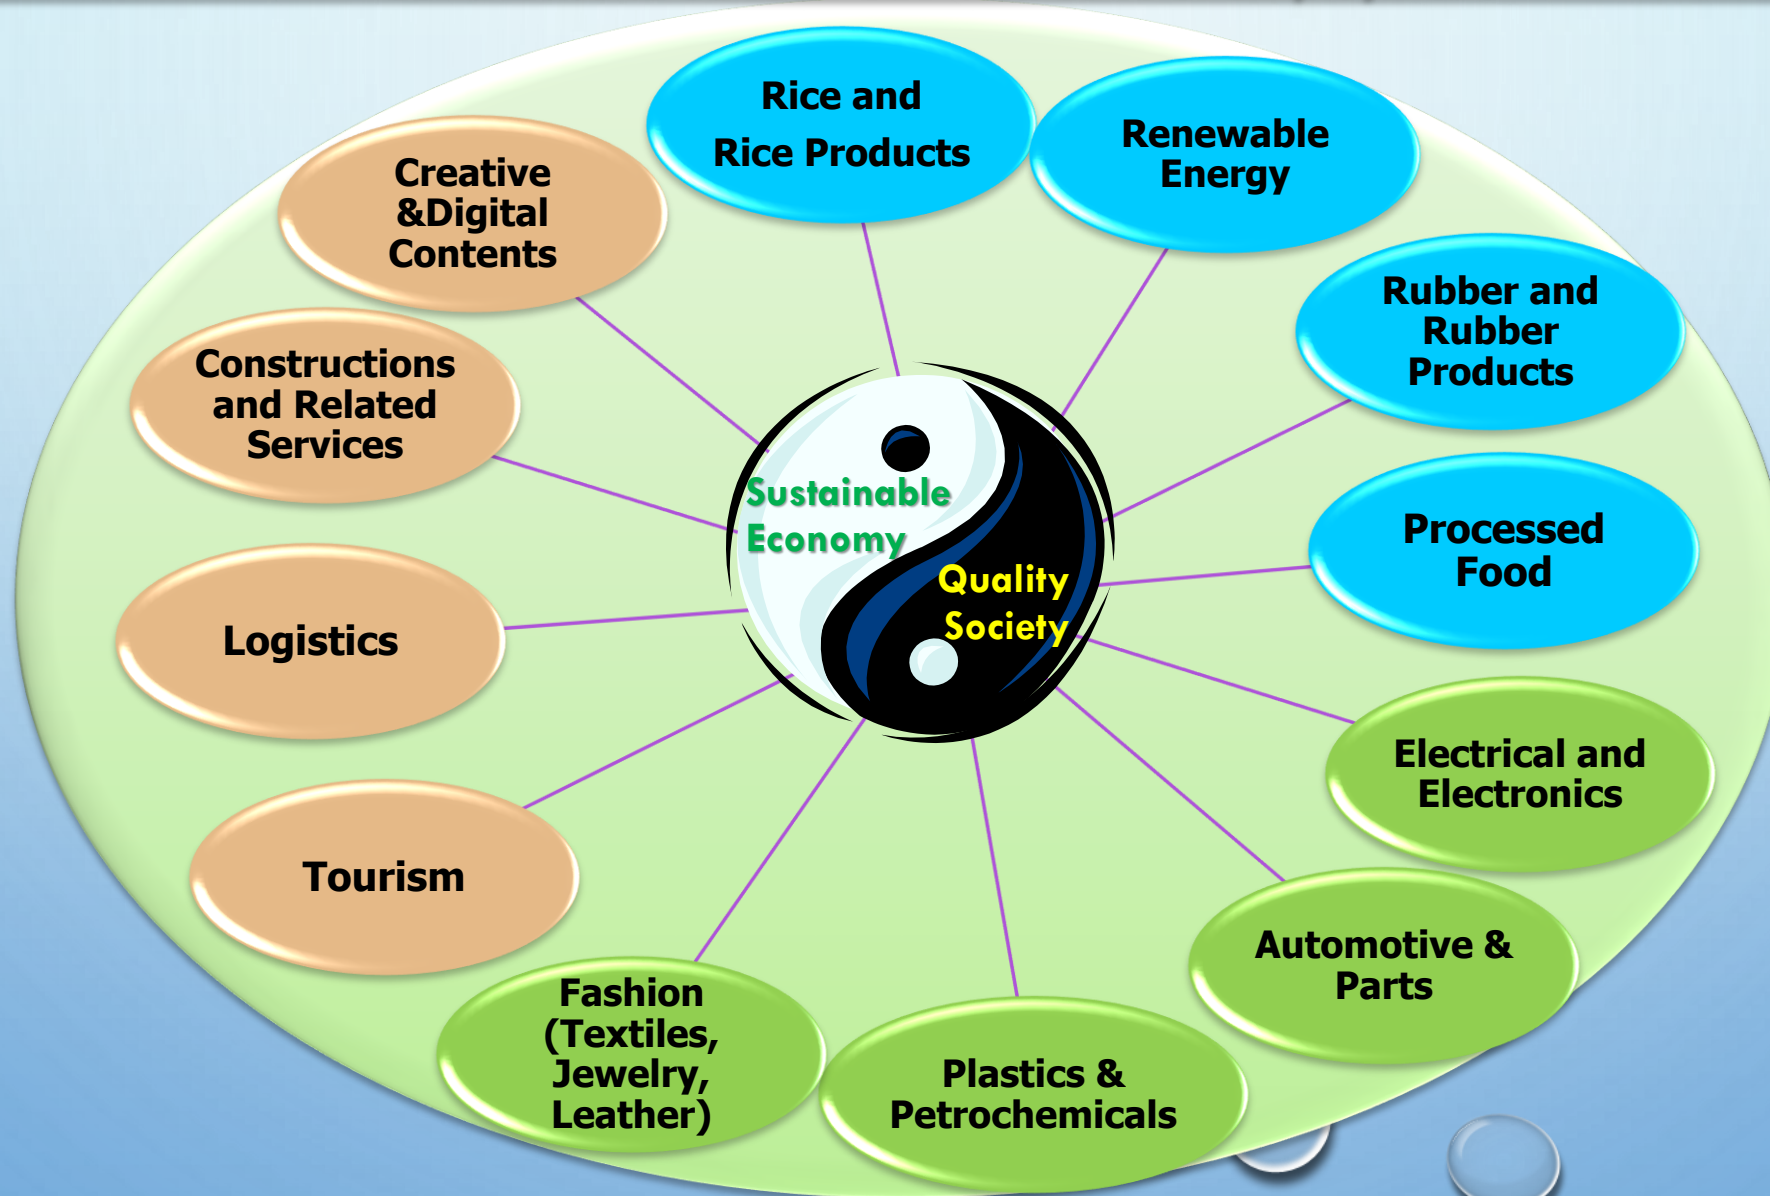 Rice and
Rice Products
Renewable
Energy
Creative
&Digital
Contents
Rubber and
Rubber
Products
Constructions
and Related
Services
Sustainable
Economy
Quality
Society
Processed
Food
Logistics
Electrical and
Electronics
Tourism
Automotive &
Parts
Fashion
(Textiles,
Jewelry,
Leather)
Plastics &
Petrochemicals